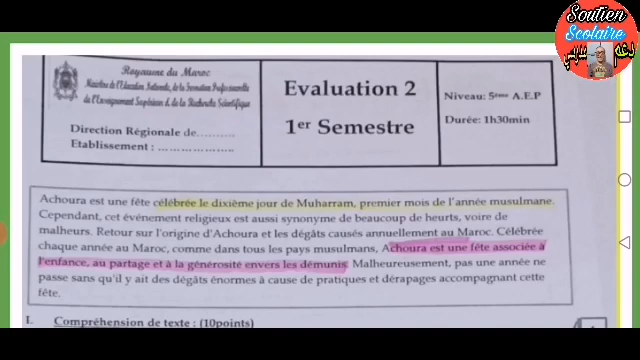 Soutien
Scolaire
دعم
Royaume du Maroc
Ministère de l'Education Nationale, de la Formation Professionnelle
de l'Enseignement Supérieur & de la Recherche Scientifique
Direction Régionale de..........
Etablissement : ....................
Evaluation 2
1er Semestre
Niveau: 5ème A.E.P
Durée: 1h30min
Achoura est une fête célébrée le dixième jour de Muharram, premier mois de l'année musulmane.
Cependant, cet événement religieux est aussi synonyme de beaucoup de heurts, voire de
malheurs. Retour sur l'origine d'Achoura et les dégâts causés annuellement au Maroc. Célébrée
chaque année au Maroc, comme dans tous les pays musulmans, Achoura est une fête associée à
l'enfance, au partage et à la générosité envers les démunis. Malheureusement, pas une année ne
passe sans qu'il y ait des dégâts énormes à cause de pratiques et dérapages accompagnant cette
fête.
I. Compréhension de texte : (10points)